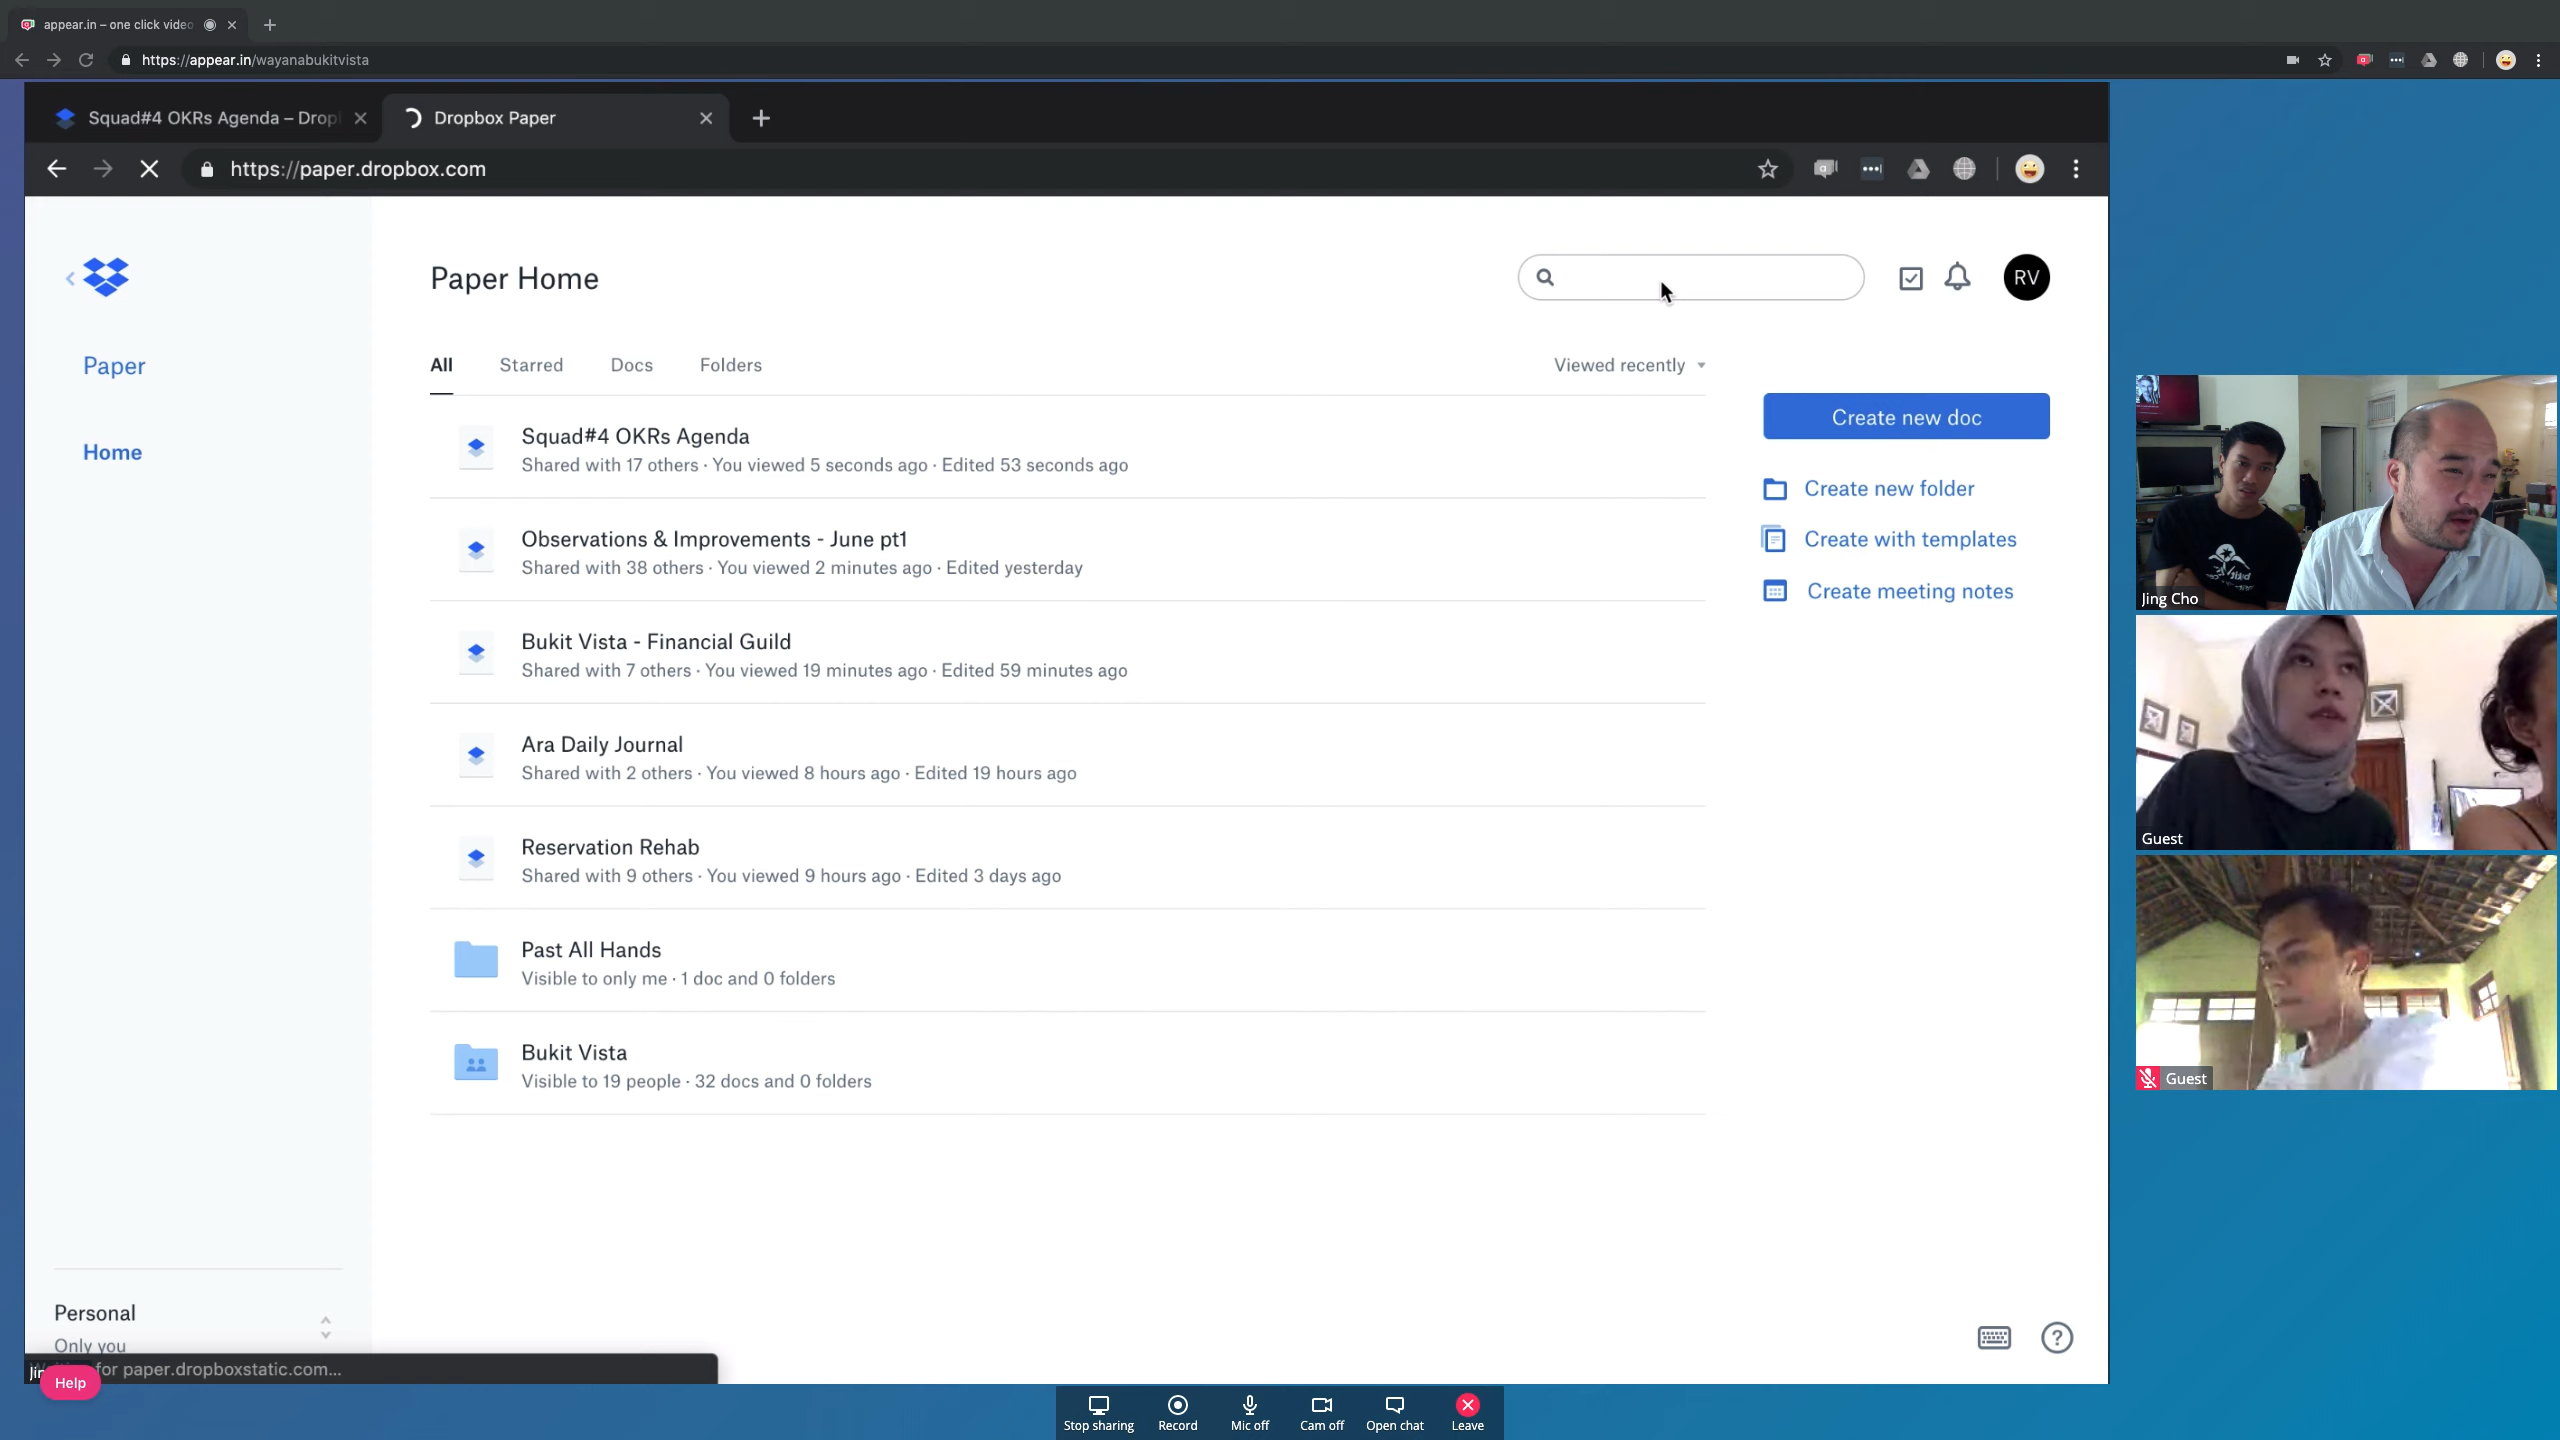 appear.in – one click video
https://appear.in/wayanabukitvista
Squad#4 OKRs Agenda – Drop
Dropbox Paper
https://paper.dropbox.com
Paper Home
RV
Paper
Home
All
Starred
Docs
Folders
Viewed recently
Squad#4 OKRs Agenda
Shared with 17 others · You viewed 5 seconds ago · Edited 53 seconds ago
Observations & Improvements - June pt1
Shared with 38 others · You viewed 2 minutes ago · Edited yesterday
Bukit Vista - Financial Guild
Shared with 7 others · You viewed 19 minutes ago · Edited 59 minutes ago
Ara Daily Journal
Shared with 2 others · You viewed 8 hours ago · Edited 19 hours ago
Reservation Rehab
Shared with 9 others · You viewed 9 hours ago · Edited 3 days ago
Past All Hands
Visible to only me · 1 doc and 0 folders
Bukit Vista
Visible to 19 people · 32 docs and 0 folders
Create new doc
Create new folder
Create with templates
Create meeting notes
Jing Cho
Guest
Guest
Personal
Only you
for paper.dropboxstatic.com...
Help
Stop sharing
Record
Mic off
Cam off
Open chat
Leave